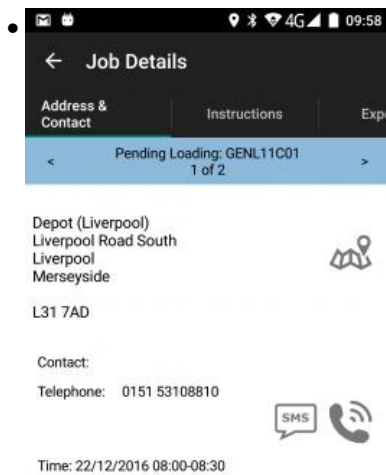 4G 09:58
Job Details
Address &
Contact
Instructions
Exp
< Pending Loading: GENL11C01 >
1 of 2
Depot (Liverpool)
Liverpool Road South
Liverpool
Merseyside
L31 7AD
Contact:
Telephone: 0151 53108810
SMS
Time: 22/12/2016 08:00-08:30